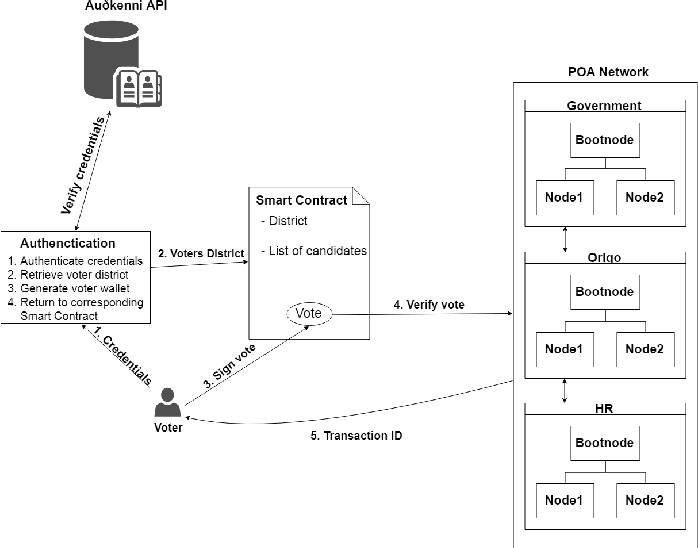 Auðkenni API
POA Network
Government
Bootnode
Node1
Node2
Verify credentials
Smart Contract
- District
- List of candidates
Vote
Authenctication
1. Authenticate credentials
2. Retrieve voter district
3. Generate voter wallet
4. Return to corresponding
Smart Contract
2. Voters District
4. Verify vote
Origo
Bootnode
Node1
Node2
1. Credentials
3. Sign vote
Voter
5. Transaction ID
HR
Bootnode
Node1
Node2